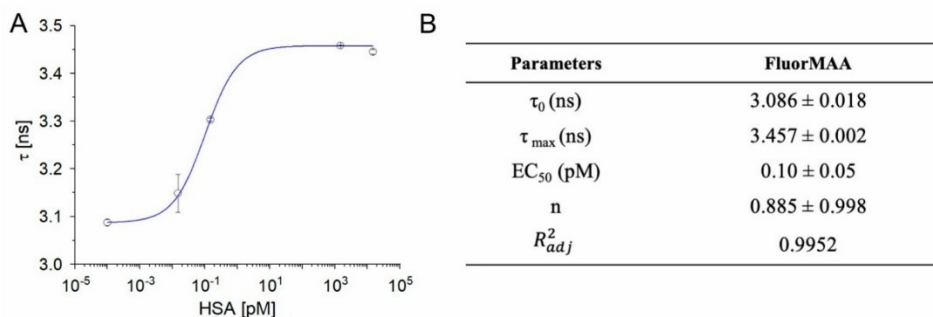 A
3.5
3.4
3.3
3.2
3.1
3.0
τ [ns]
10⁻⁵ 10⁻³ 10⁻¹ 10¹ 10³ 10⁵
HSA [pM]
B
Parameters FluorMAA
τ₀ (ns) 3.086 ± 0.018
τ max (ns) 3.457 ± 0.002
EC₅₀ (pM) 0.10 ± 0.05
n 0.885 ± 0.998
R²adj 0.9952